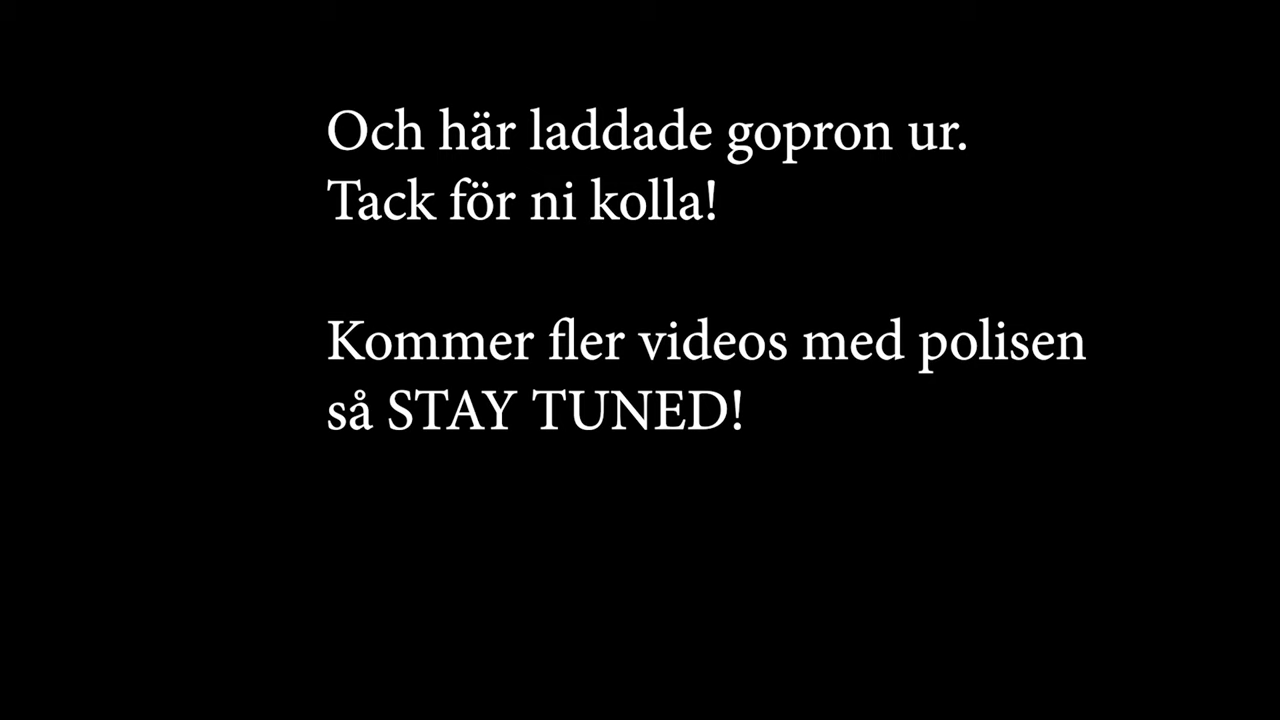 Och här laddade gopron ur.
Tack för ni kolla!
Kommer fler videos med polisen
så STAY TUNED!